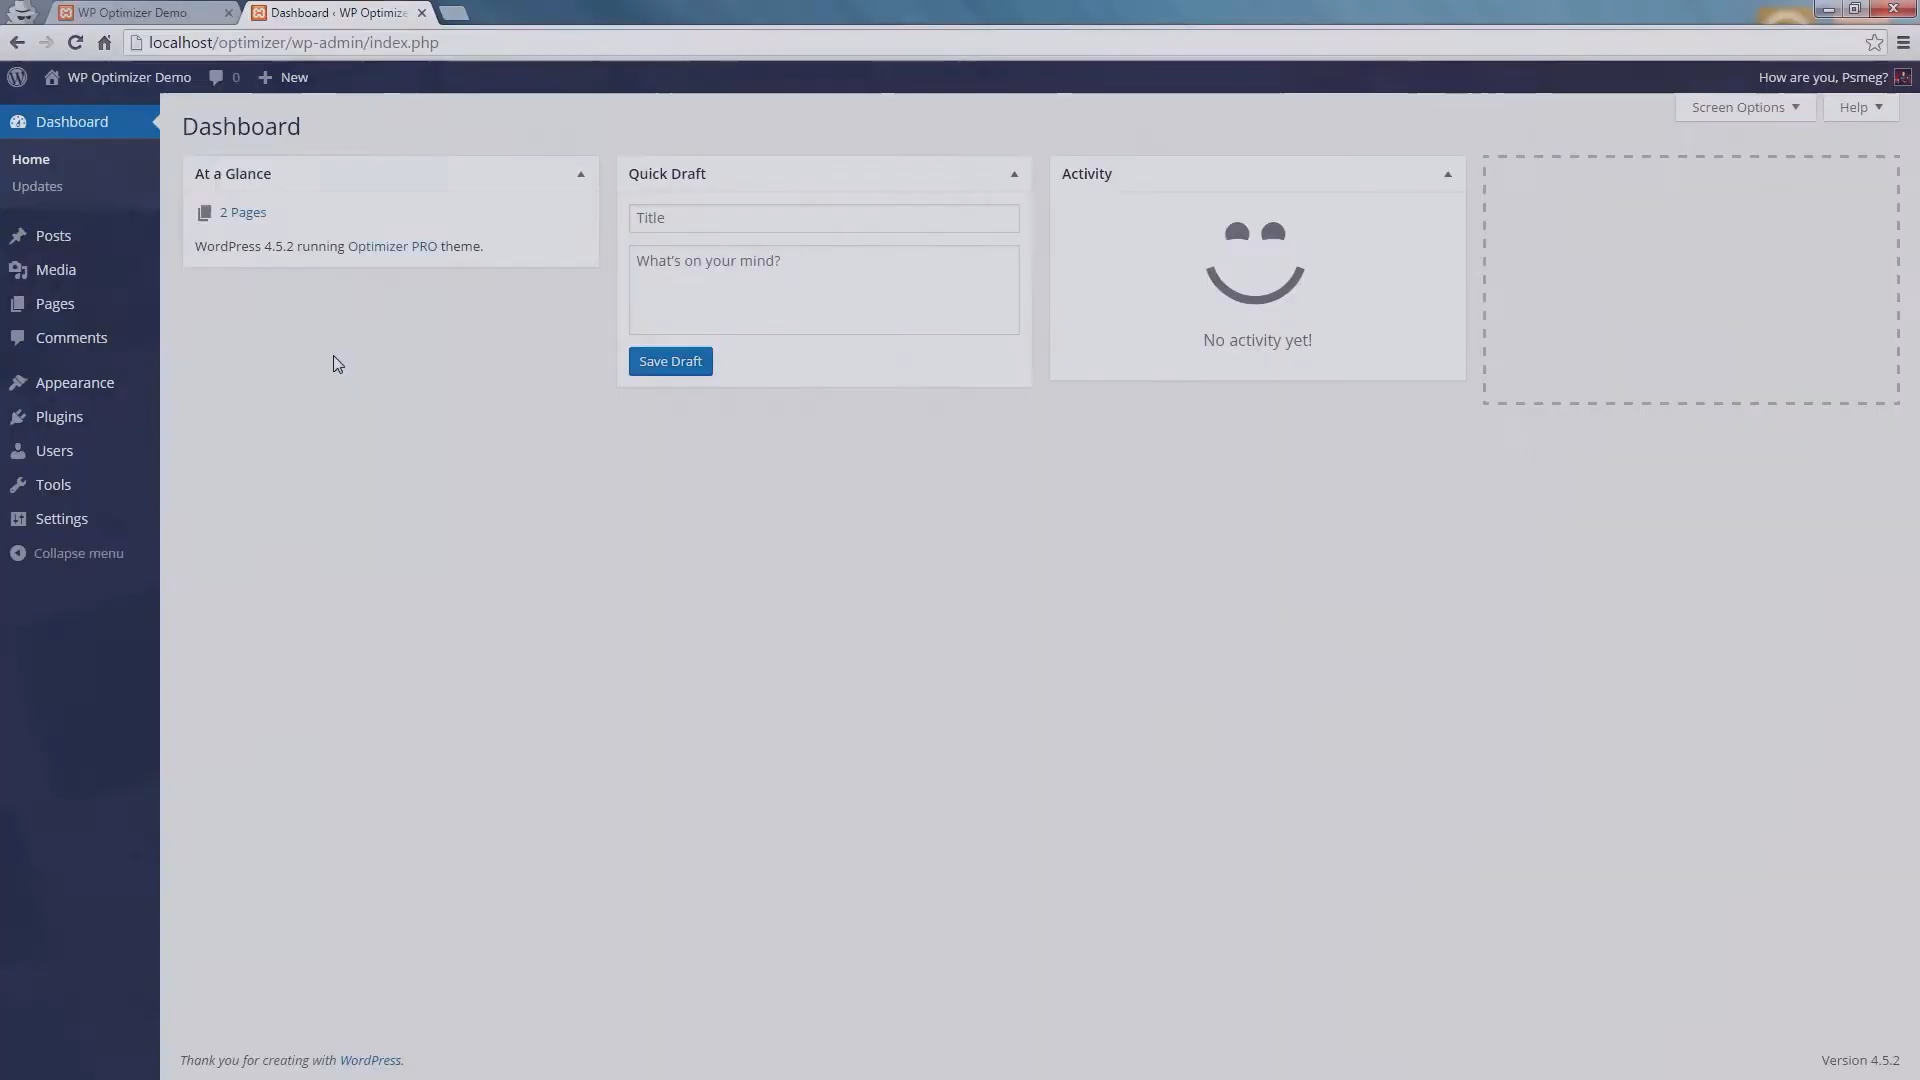 WP Optimizer Demo
Dashboard ‹ WP Optimize
localhost/optimizer/wp-admin/index.php
WP Optimizer Demo
0
New
How are you, Psmeg?
Dashboard
Home
Updates
Posts
Media
Pages
Comments
Appearance
Plugins
Users
Tools
Settings
Collapse menu
Screen Options
Help
Dashboard
At a Glance
2 Pages
WordPress 4.5.2 running Optimizer PRO theme.
Quick Draft
Title
What's on your mind?
Save Draft
Activity
No activity yet!
Thank you for creating with WordPress.
Version 4.5.2